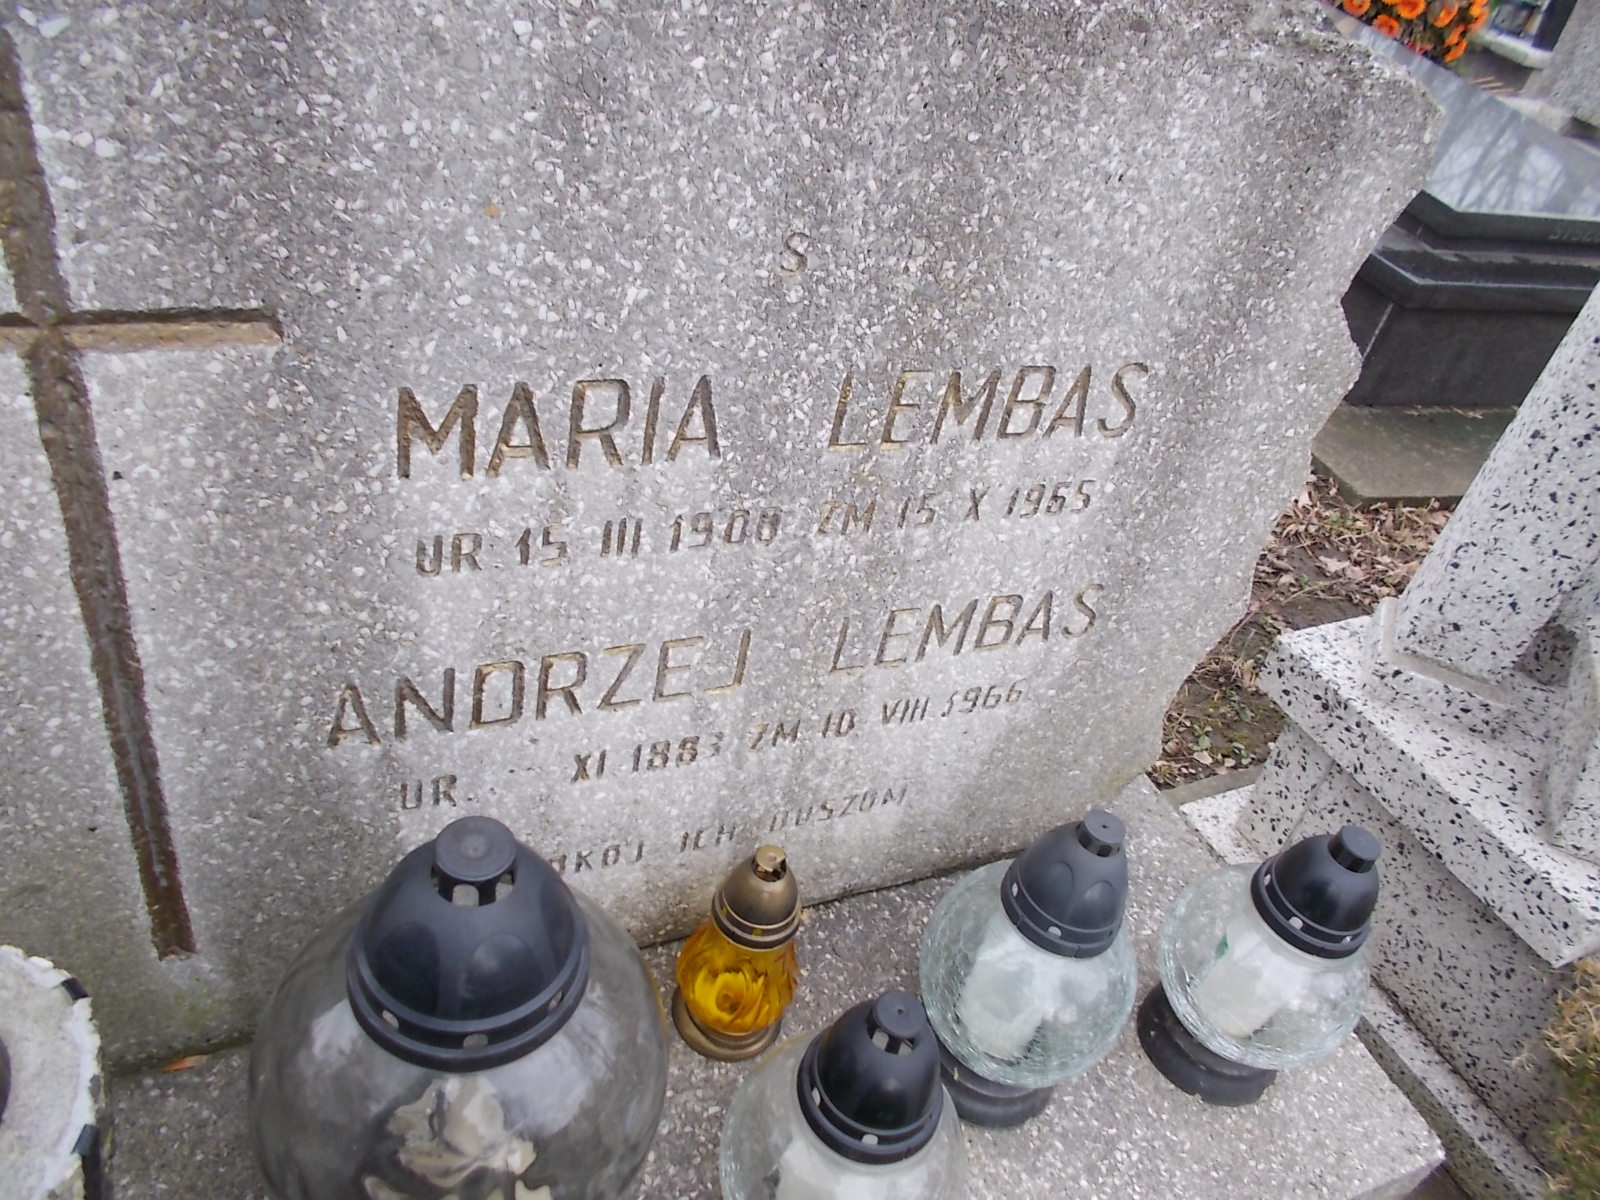 S
MARIA LEMBAS
UR. 15 III 1908 ZM 15 X 1965
ANDRZEJ LEMBAS
UR. XI 1883 ZM 10 VIII 1966
ICH DUSZOM